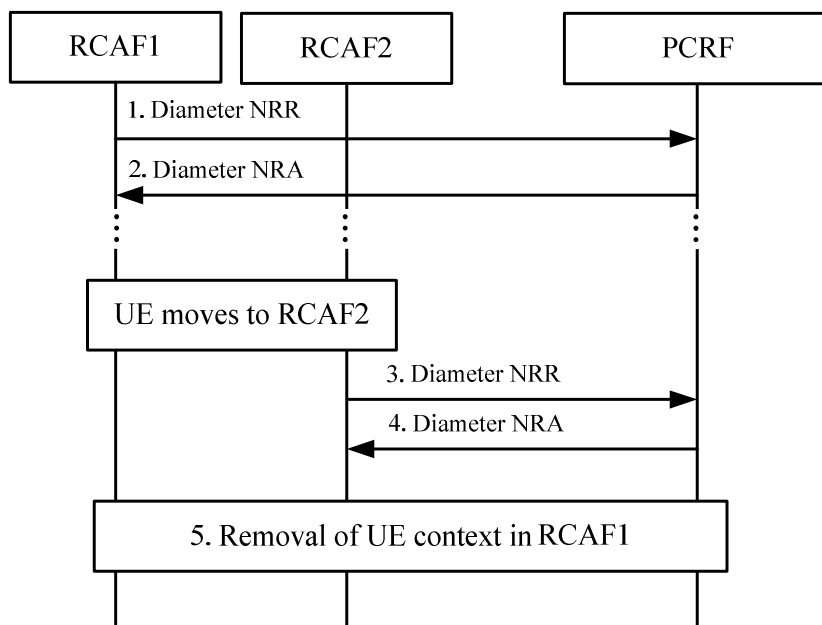 RCAF1
RCAF2
PCRF
1. Diameter NRR
2. Diameter NRA
UE moves to RCAF2
3. Diameter NRR
4. Diameter NRA
5. Removal of UE context in RCAF1